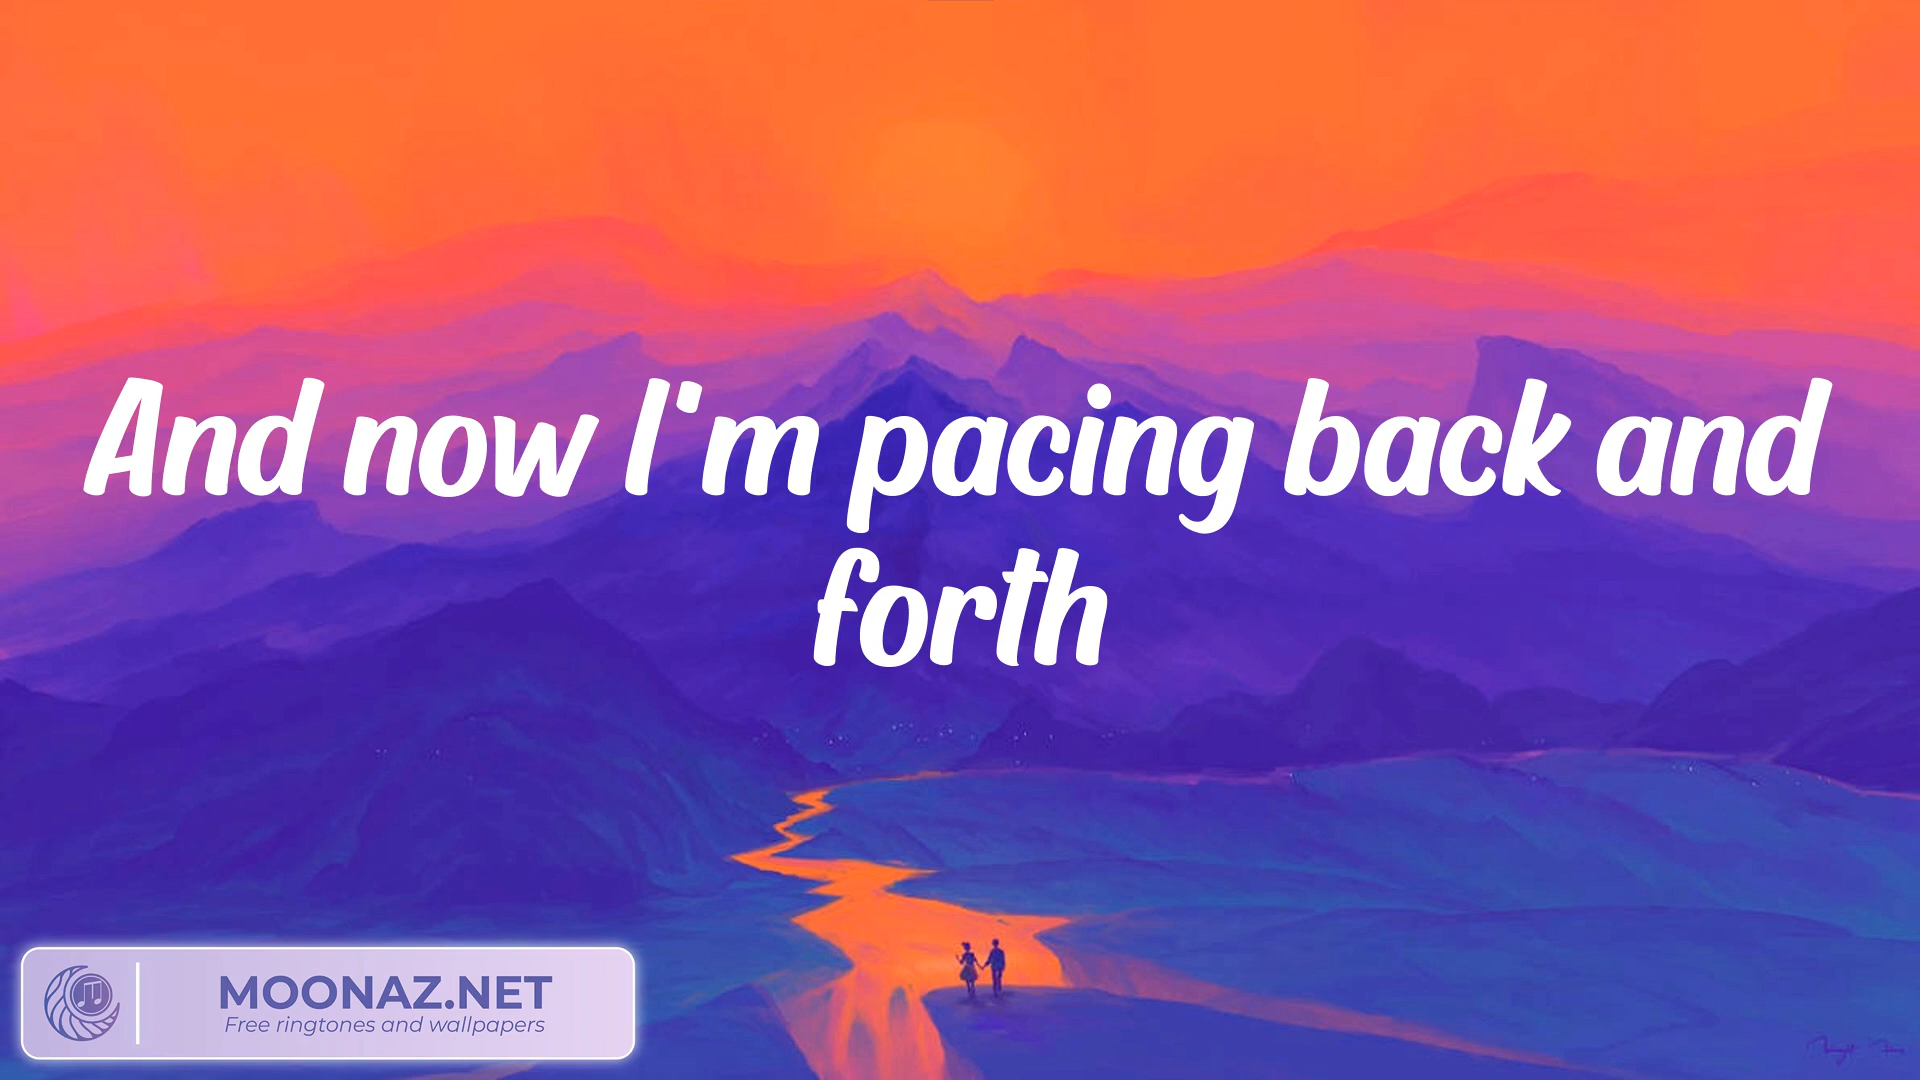 And now I'm pacing back and
forth
MOONAZ.NET
Free ringtones and wallpapers